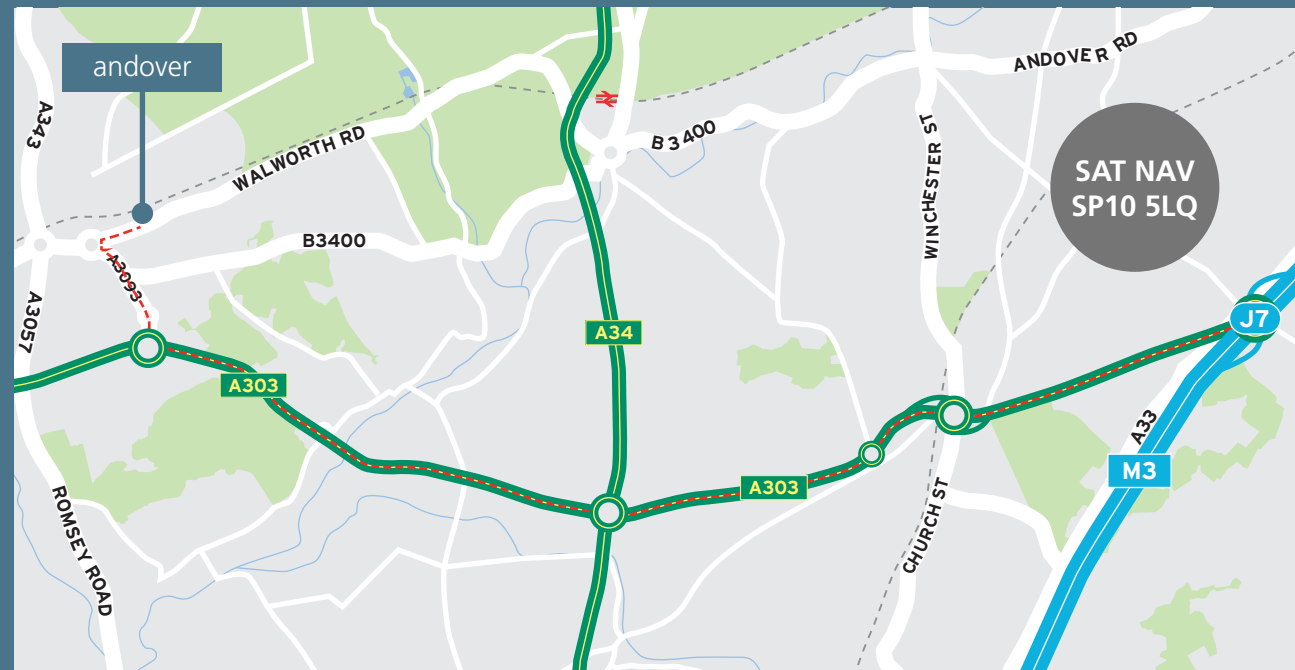 andover
A343
WALWORTH RD
B3400
ANDOVER RD
WINCHESTER ST
SAT NAV
SP10 5LQ
B3400
A3093
A3057
A34
J7
A303
A303
A33
M3
ROMSEY ROAD
CHURCH ST